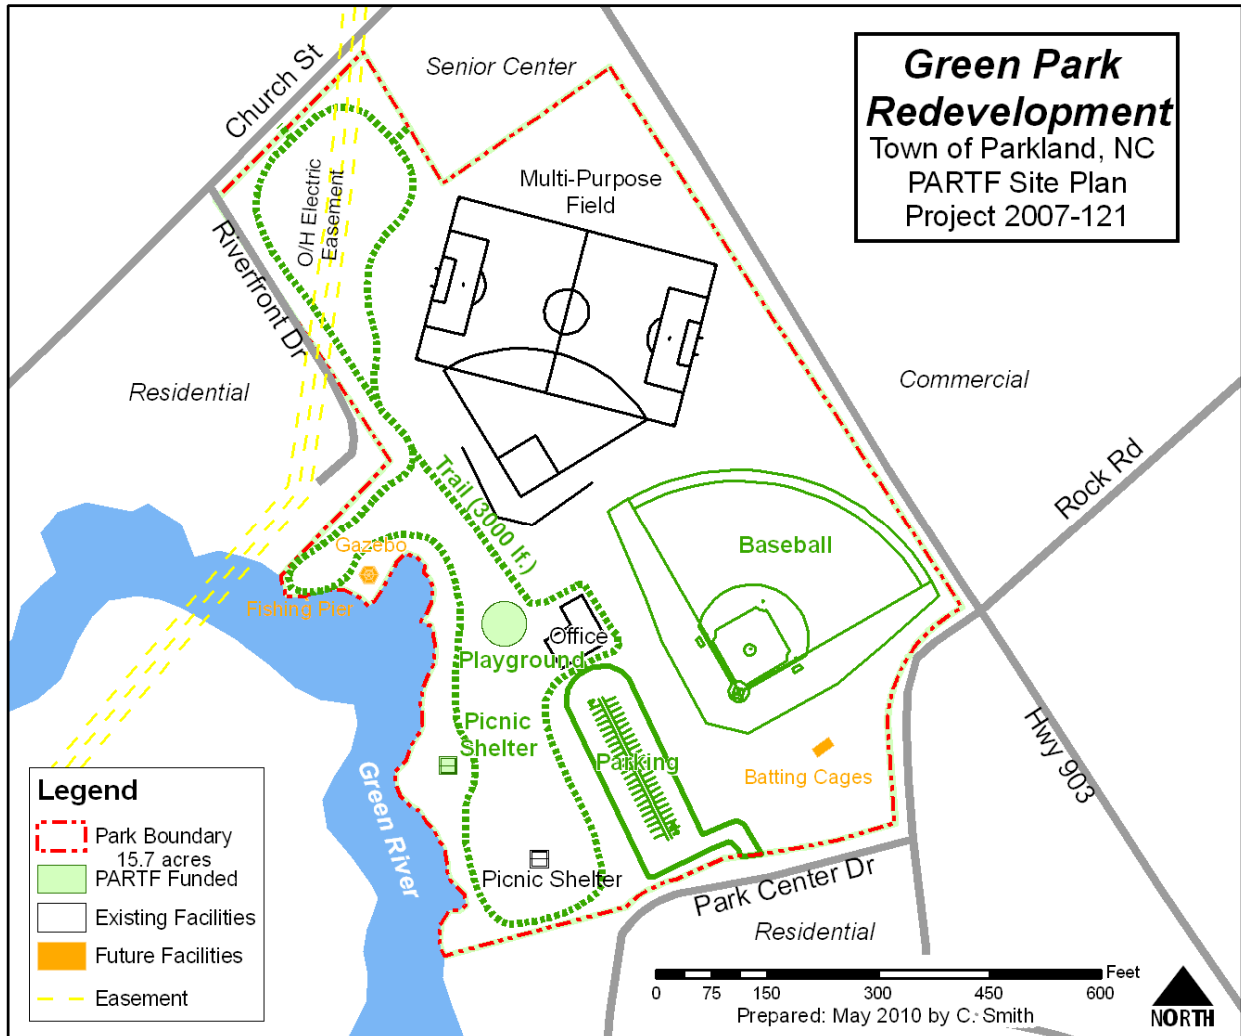 Green Park
Redevelopment
Town of Parkland, NC
PARTF Site Plan
Project 2007-121
Church St
Senior Center
Multi-Purpose
Field
O/H Electric
Easement
Riverfront Dr
Residential
Commercial
Rock Rd
Trail (3000 lf.)
Baseball
Gazebo
Fishing Pier
Office
Playground
Picnic
Shelter
Parking
Batting Cages
Hwy 903
Green River
Picnic Shelter
Park Center Dr
Residential
Legend
Park Boundary
15.7 acres
PARTF Funded
Existing Facilities
Future Facilities
Easement
Feet
0 75 150 300 450 600
Prepared: May 2010 by C. Smith
NORTH